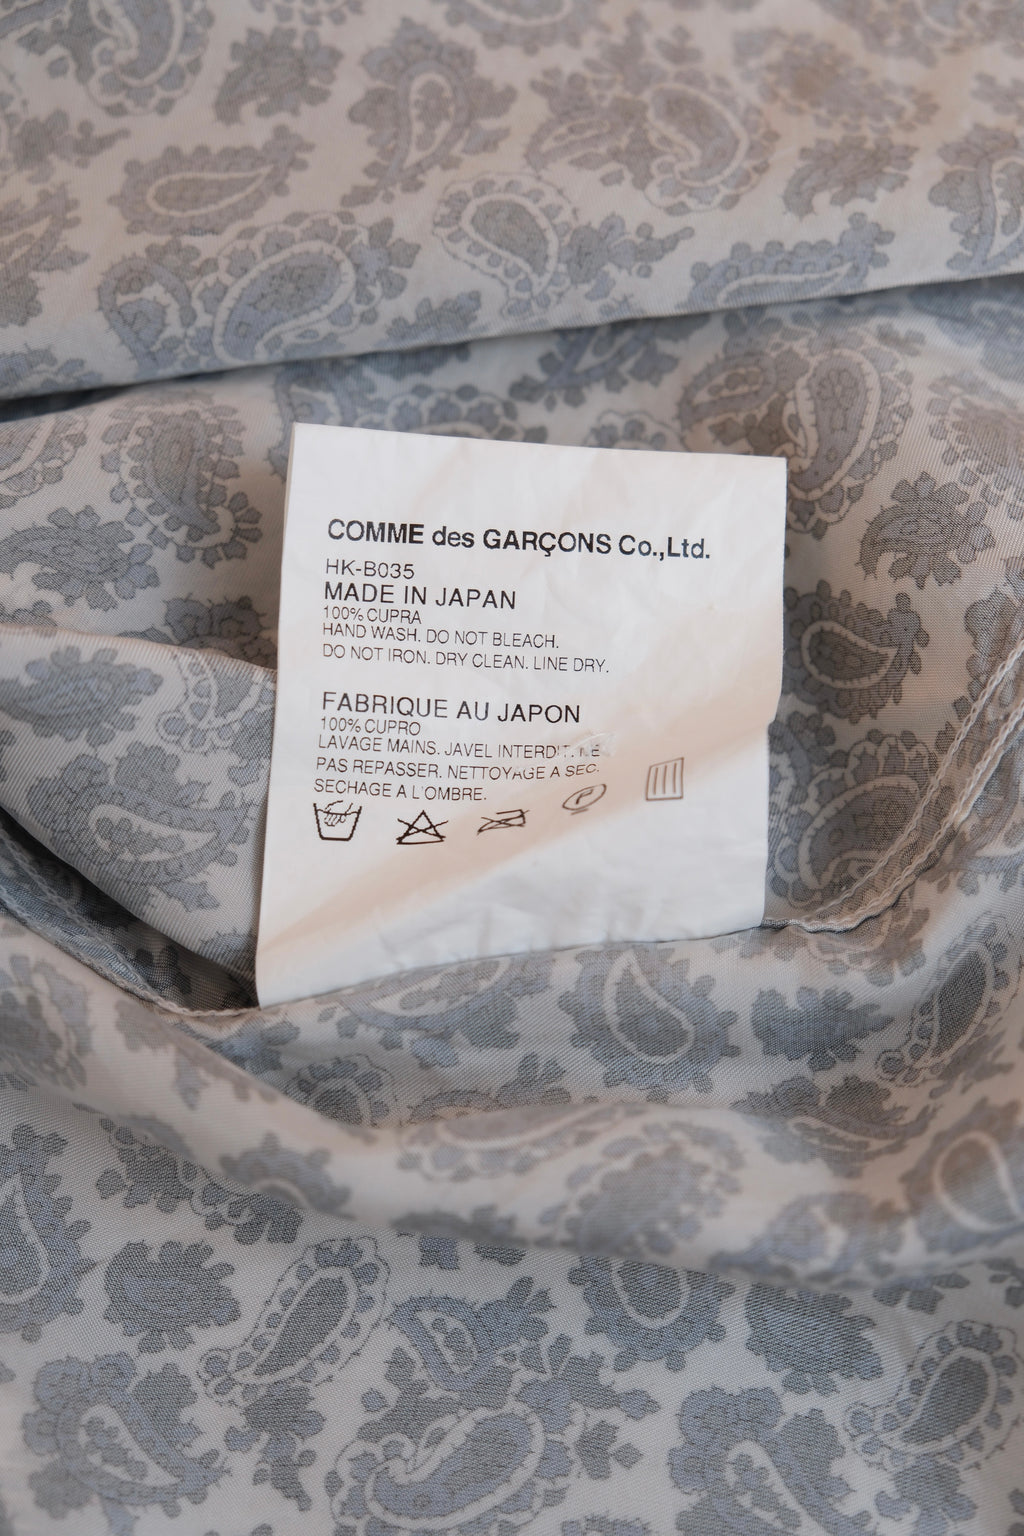 COMME des GARÇONS Co.,Ltd.
HK-B035
MADE IN JAPAN
100% CUPRA
HAND WASH. DO NOT BLEACH.
DO NOT IRON. DRY CLEAN. LINE DRY.
FABRIQUE AU JAPON
100% CUPRO
LAVAGE MAINS. JAVEL INTERDIT. NE
PAS REPASSER. NETTOYAGE A SEC.
SECHAGE A L'OMBRE.
P